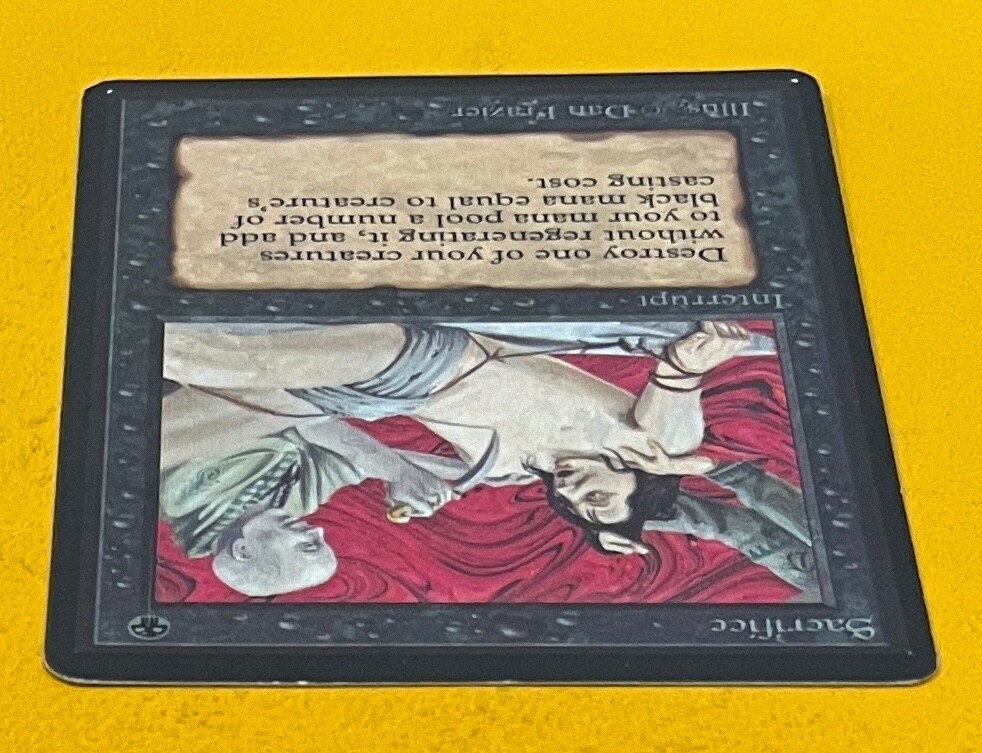 Sacrifice
Interrupt
Destroy one of your creatures
without regenerating it, and add
to your mana pool a number of
black mana equal to creature's
casting cost.
Illus. © Dan Frazier